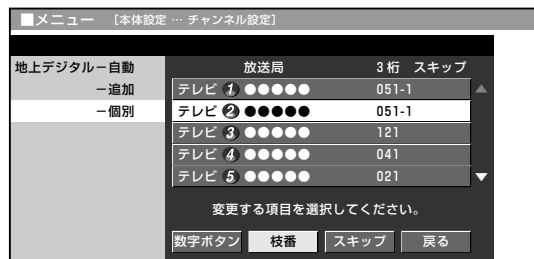 ■メニュー [本体設定 … チャンネル設定]
地上デジタルー自動 放送局 3桁 スキップ
ー追加 テレビ 1 ●●●●● 051-1 ▲
ー個別 テレビ 2 ●●●●● 051-1
テレビ 3 ●●●●● 121
テレビ 4 ●●●●● 041
テレビ 5 ●●●●● 021 ▼
変更する項目を選択してください。
数字ボタン 枝番 スキップ 戻る